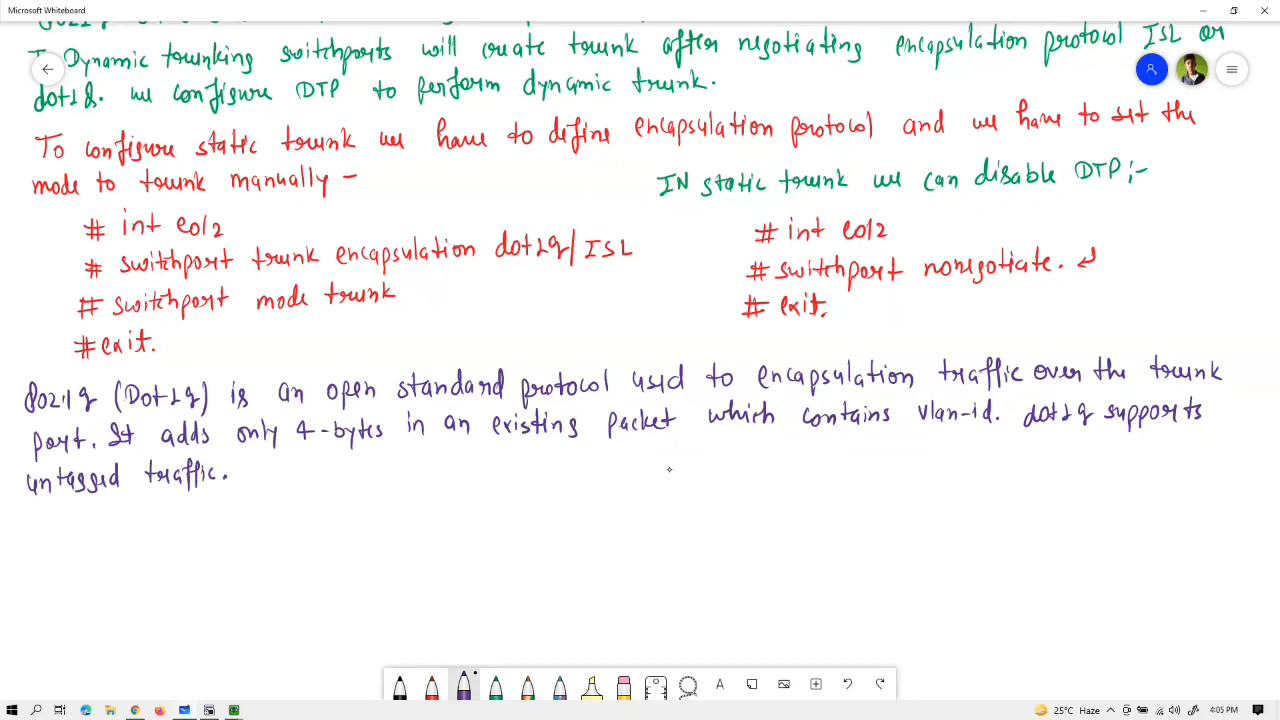 Microsoft Whiteboard
Dynamic trunking switchports will create trunk after negotiating encapsulation protocol ISL or
dot1q. we configure DTP to perform dynamic trunk.
To configure static trunk we have to define encapsulation protocol and we have to set the
mode to trunk manually -
# int e0/2
# switchport trunk encapsulation dot1q/ISL
# switchport mode trunk
#exit.
IN static trunk we can disable DTP:-
# int e0/2
# switchport nonegotiate. ↵
# exit.
802.1q (Dot1q) is an open standard protocol used to encapsulation traffic over the trunk
port. It adds only 4-bytes in an existing packet which contains vlan-id. dot1q supports
untagged traffic.
25°C Haze
4:05 PM